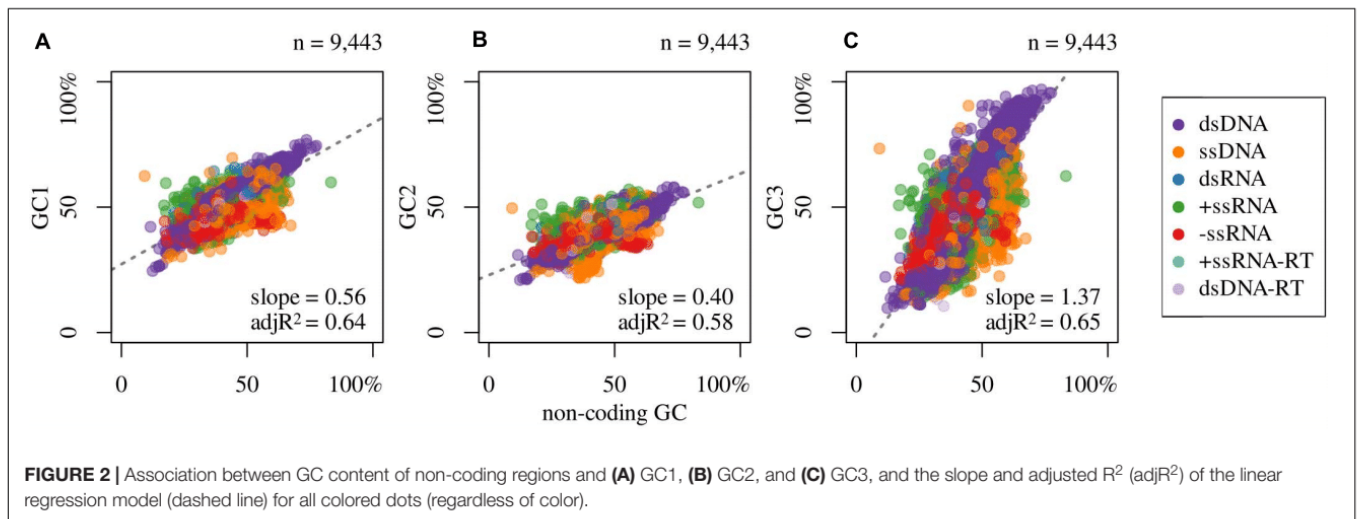 A
n = 9,443
GC1
100%
50
0
slope = 0.56
adjR² = 0.64
0
50
100%
B
n = 9,443
GC2
100%
50
0
slope = 0.40
adjR² = 0.58
0
50
100%
non-coding GC
C
n = 9,443
GC3
100%
50
0
slope = 1.37
adjR² = 0.65
0
50
100%
dsDNA
ssDNA
dsRNA
+ssRNA
-ssRNA
+ssRNA-RT
dsDNA-RT
FIGURE 2 | Association between GC content of non-coding regions and (A) GC1, (B) GC2, and (C) GC3, and the slope and adjusted R² (adjR²) of the linear
regression model (dashed line) for all colored dots (regardless of color).